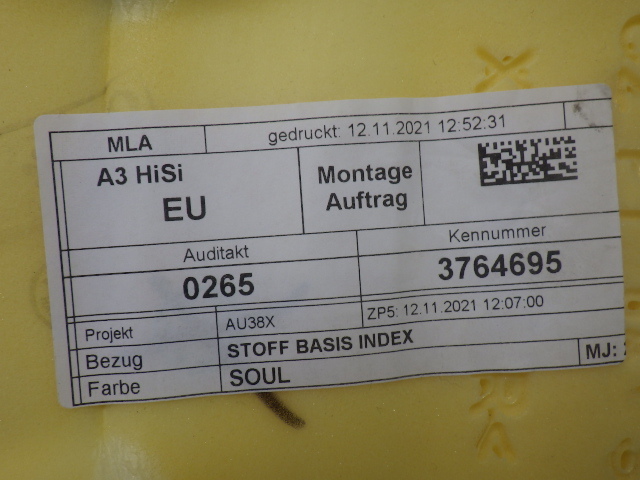 MLA gedruckt: 12.11.2021 12:52:31
A3 HiSi
EU
Montage
Auftrag
Auditakt
0265
Kennummer
3764695
Projekt AU38X ZP5: 12.11.2021 12:07:00
Bezug STOFF BASIS INDEX
Farbe SOUL MJ: